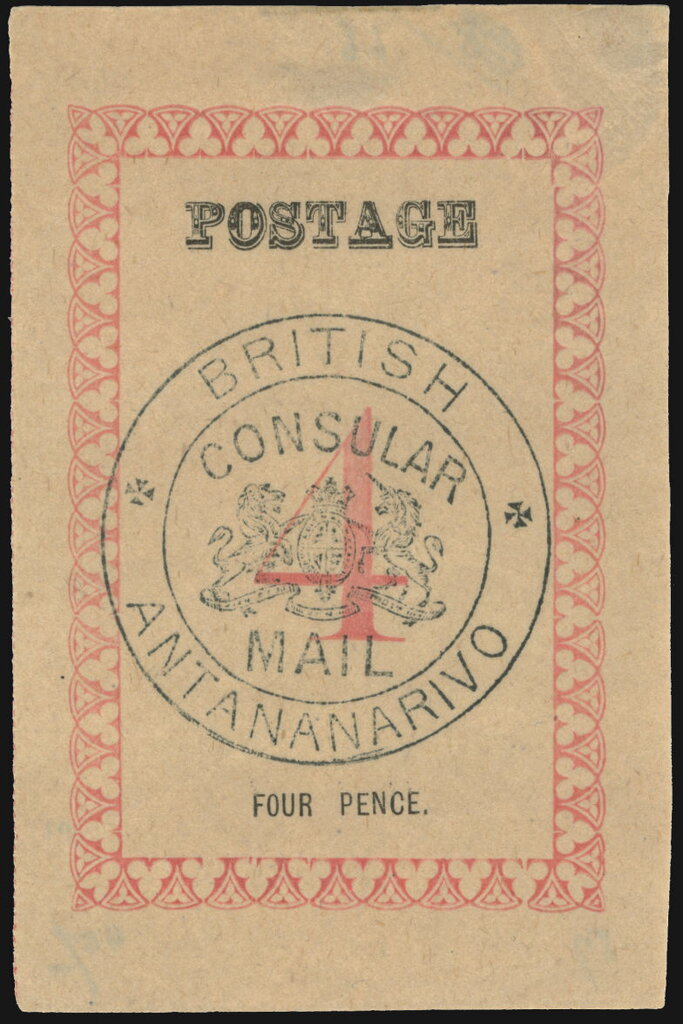 POSTAGE
BRITISH
CONSULAR
4
MAIL
ANTANANARIVO
FOUR PENCE.